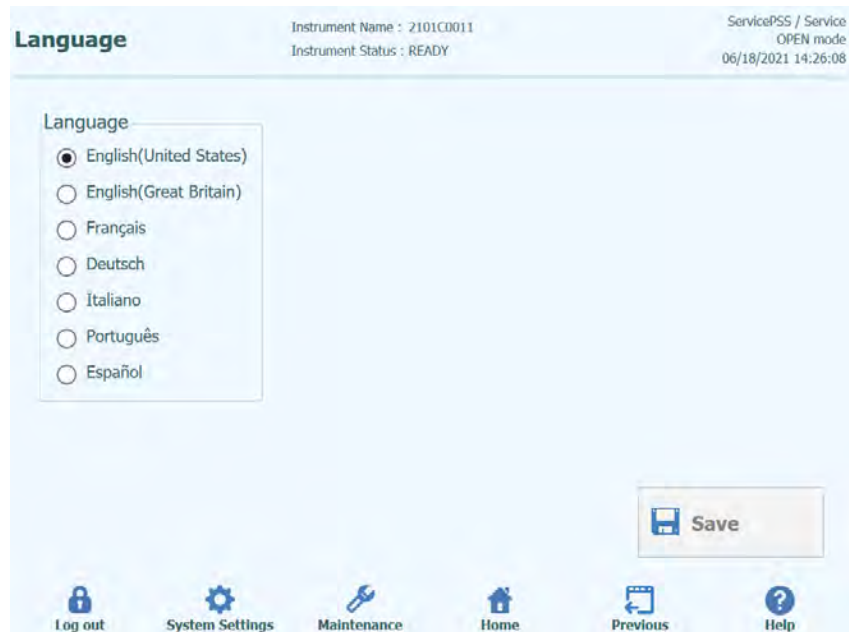 Language
Instrument Name : 2101C0011
Instrument Status : READY
ServicePSS / Service
OPEN mode
06/18/2021 14:26:08
Language
English(United States)
English(Great Britain)
Français
Deutsch
Italiano
Português
Español
Save
Log out
System Settings
Maintenance
Home
Previous
Help